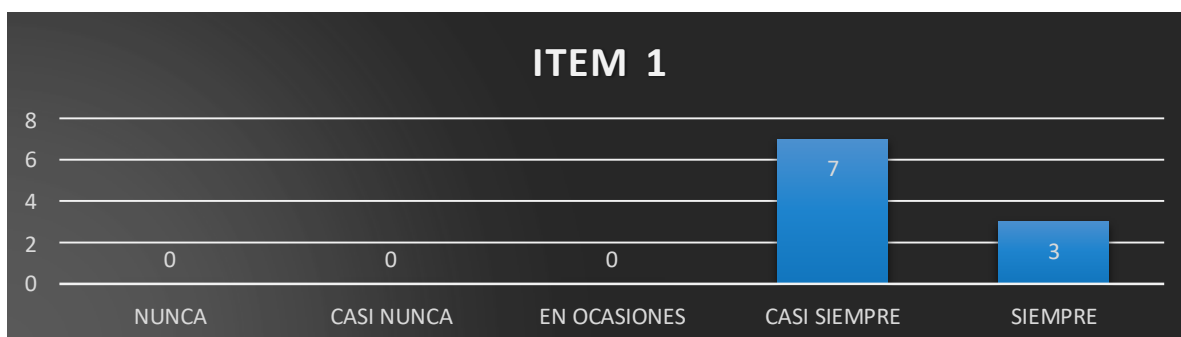 ITEM 1
8
6
4
2
0
0 0 0 7 3
NUNCA CASI NUNCA EN OCASIONES CASI SIEMPRE SIEMPRE